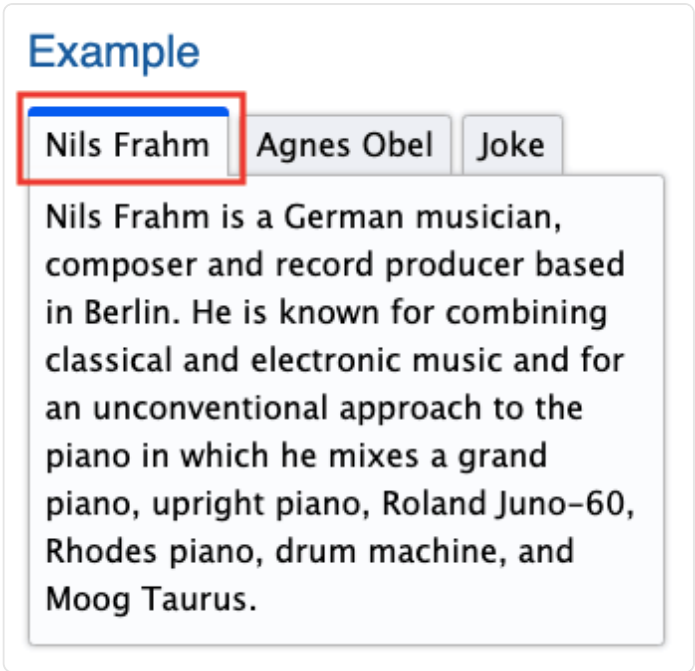 Example
Nils Frahm Agnes Obel Joke
Nils Frahm is a German musician,
composer and record producer based
in Berlin. He is known for combining
classical and electronic music and for
an unconventional approach to the
piano in which he mixes a grand
piano, upright piano, Roland Juno-60,
Rhodes piano, drum machine, and
Moog Taurus.